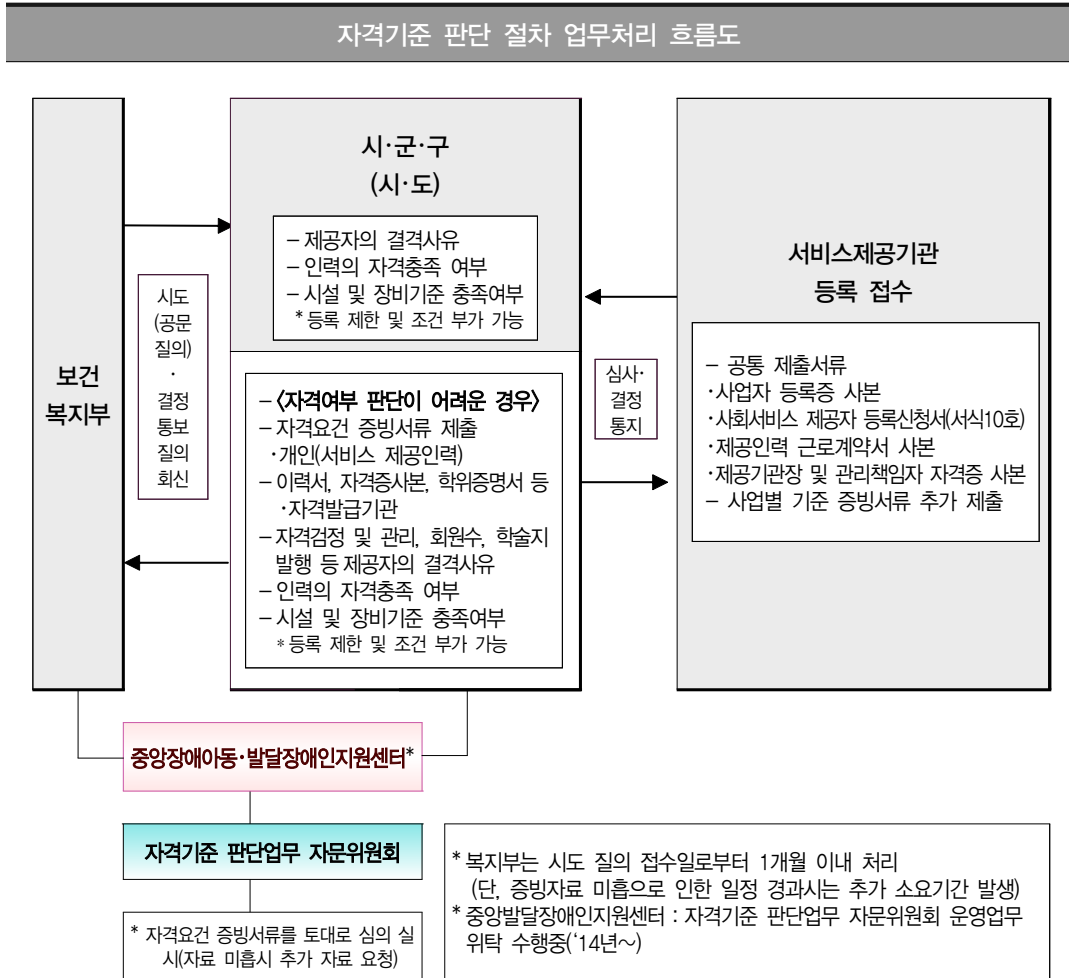 자격기준 판단 절차 업무처리 흐름도
보건
복지부
시도
(공문
질의)
·
결정
통보
질의
회신
시·군·구
(시·도)
– 제공자의 결격사유
– 인력의 자격충족 여부
– 시설 및 장비기준 충족여부
* 등록 제한 및 조건 부가 가능
– <자격여부 판단이 어려운 경우>
– 자격요건 증빙서류 제출
·개인(서비스 제공인력)
– 이력서, 자격증사본, 학위증명서 등
·자격발급기관
– 자격검정 및 관리, 회원수, 학술지
발행 등 제공자의 결격사유
– 인력의 자격충족 여부
– 시설 및 장비기준 충족여부
* 등록 제한 및 조건 부가 가능
심사·
결정
통지
서비스제공기관
등록 접수
– 공통 제출서류
·사업자 등록증 사본
·사회서비스 제공자 등록신청서(서식10호)
·제공인력 근로계약서 사본
·제공기관장 및 관리책임자 자격증 사본
– 사업별 기준 증빙서류 추가 제출
중앙장애아동·발달장애인지원센터*
자격기준 판단업무 자문위원회
* 자격요건 증빙서류를 토대로 심의 실
시(자료 미흡시 추가 자료 요청)
* 복지부는 시도 질의 접수일로부터 1개월 이내 처리
(단, 증빙자료 미흡으로 인한 일정 경과시는 추가 소요기간 발생)
* 중앙발달장애인지원센터 : 자격기준 판단업무 자문위원회 운영업무
위탁 수행중('14년~)